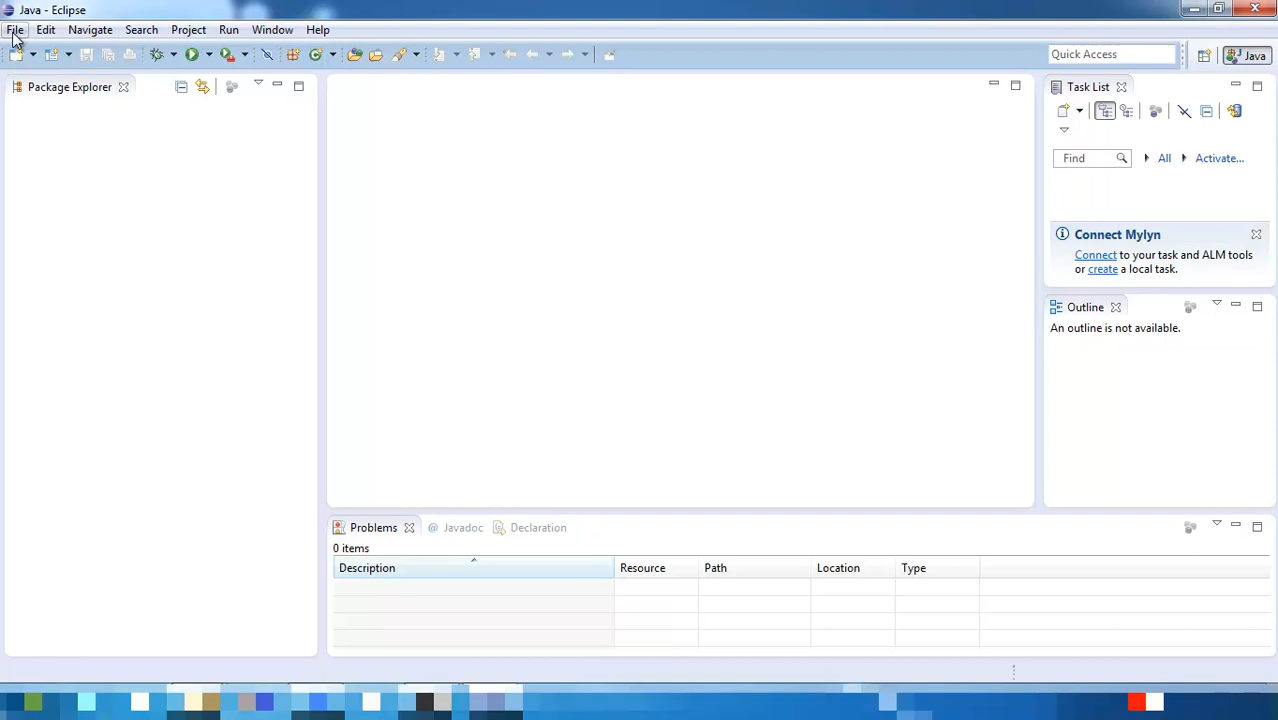 Java - Eclipse
File Edit Navigate Search Project Run Window Help
Quick Access Java
Package Explorer
Task List
Find All Activate...
Connect Mylyn
Connect to your task and ALM tools
or create a local task.
Outline
An outline is not available.
Problems @ Javadoc Declaration
0 items
Description Resource Path Location Type